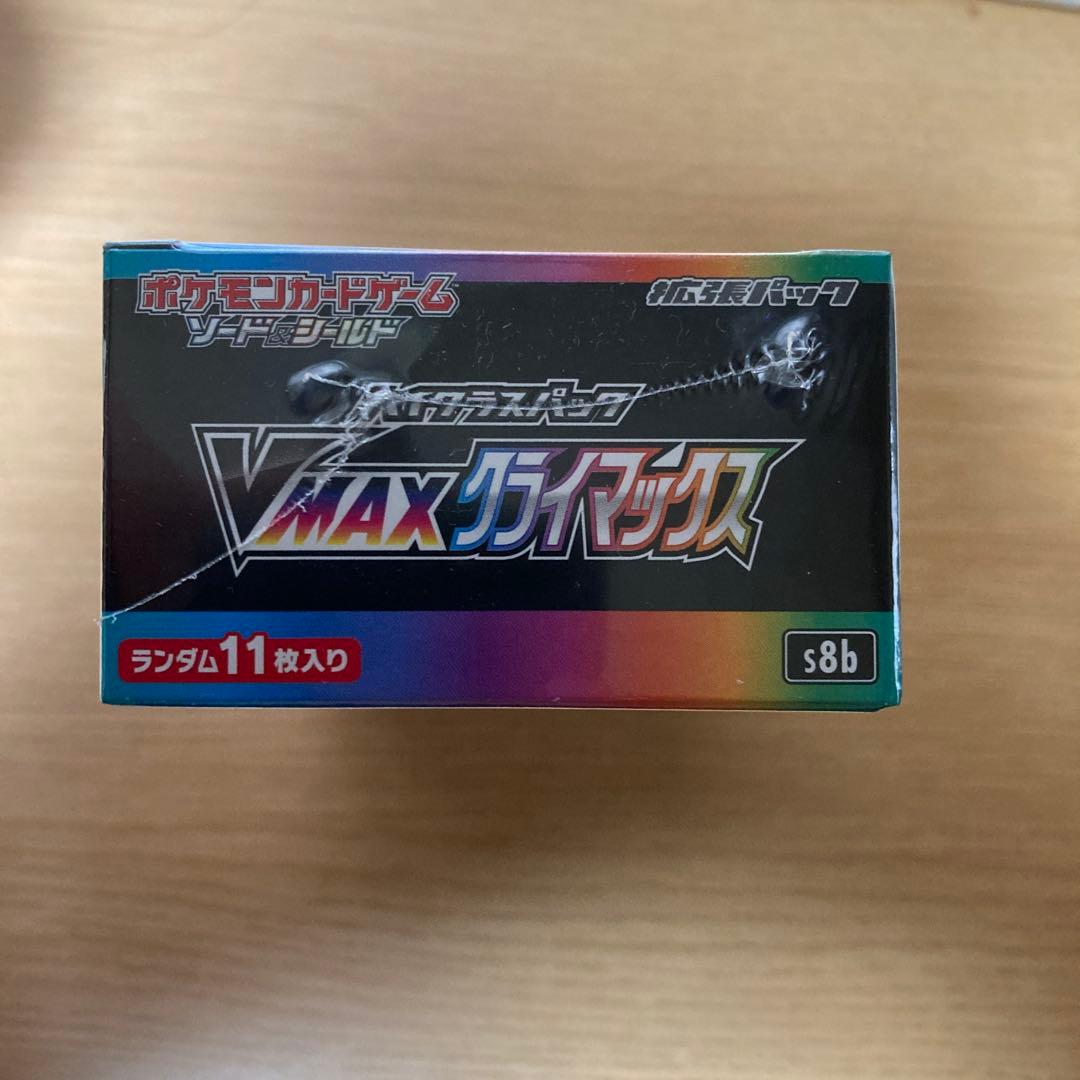 ポケモンカードゲーム
ソード&シールド
拡張パック
ハイクラスパック
VMAXクライマックス
ランダム11枚入り
s8b